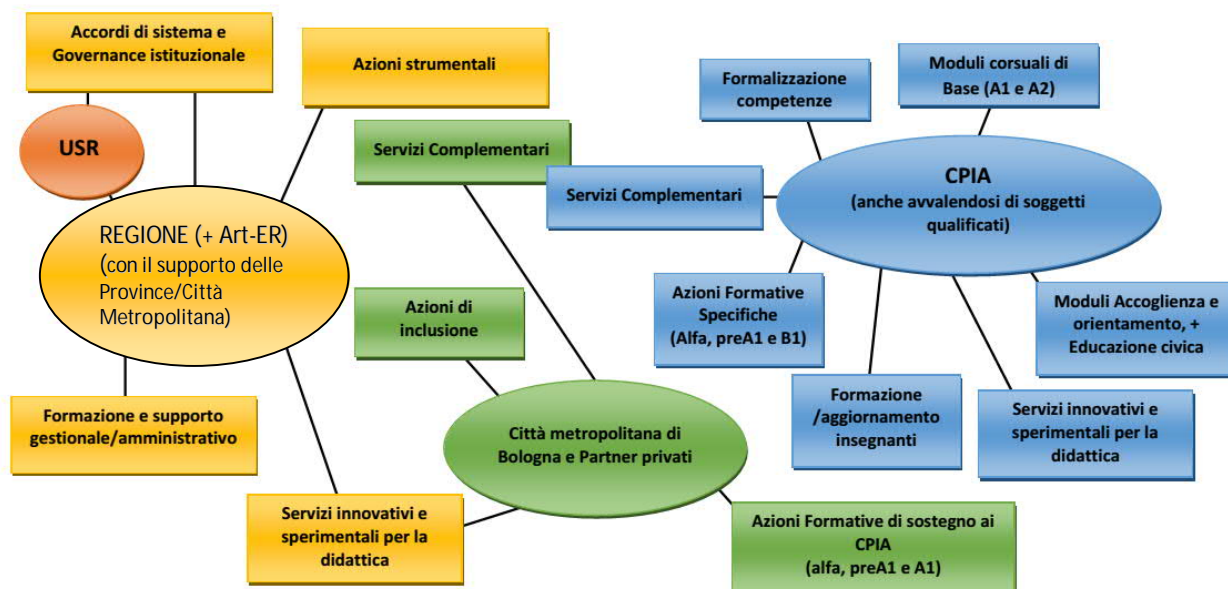 Accordi di sistema e
Governance istituzionale
Azioni strumentali
USR
REGIONE (+ Art-ER)
(con il supporto delle
Province/Città
Metropolitana)
Formazione e supporto
gestionale/amministrativo
Servizi innovativi e
sperimentali per la
didattica
Servizi Complementari
Azioni di
inclusione
Città metropolitana di
Bologna e Partner privati
Azioni Formative di sostegno ai
CPIA
(alfa, preA1 e A1)
Formalizzazione
competenze
Moduli corsuali di
Base (A1 e A2)
Servizi Complementari
CPIA
(anche avvalendosi di soggetti
qualificati)
Azioni Formative
Specifiche
(Alfa, preA1 e B1)
Formazione
/aggiornamento
insegnanti
Moduli Accoglienza e
orientamento, +
Educazione civica
Servizi innovativi e
sperimentali per la
didattica